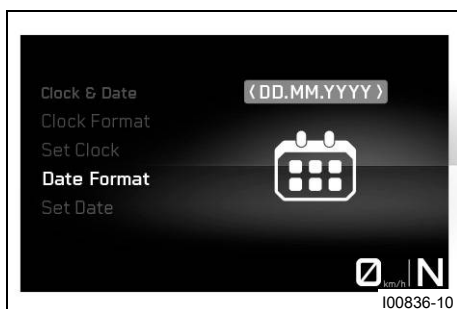 Clock & Date
‹ DD.MM.YYYY ›
Clock Format
Set Clock
Date Format
Set Date
0 km/h N
I00836-10